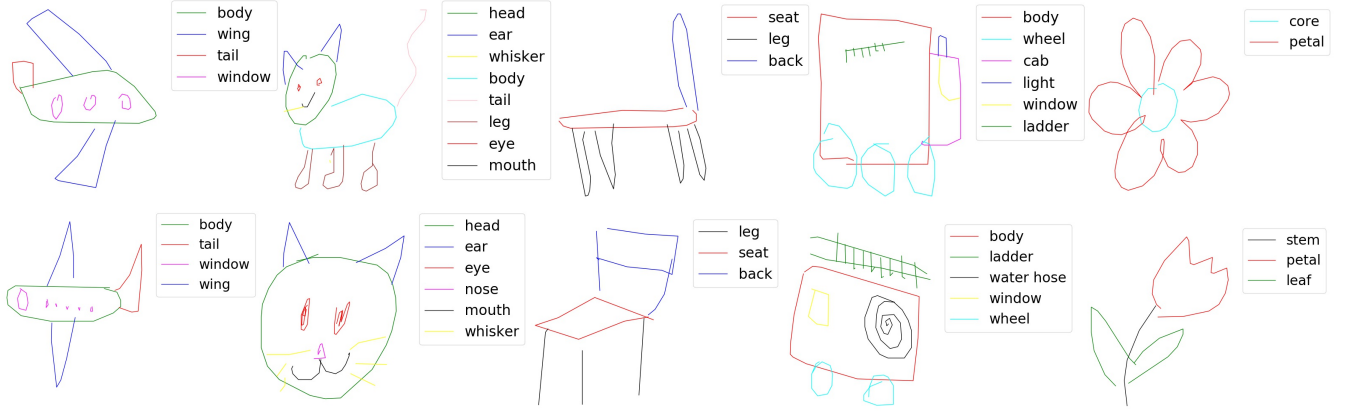 body
wing
tail
window
head
ear
whisker
body
tail
leg
eye
mouth
seat
leg
back
body
wheel
cab
light
window
ladder
core
petal
body
tail
window
wing
head
ear
eye
nose
mouth
whisker
leg
seat
back
body
ladder
water hose
window
wheel
stem
petal
leaf